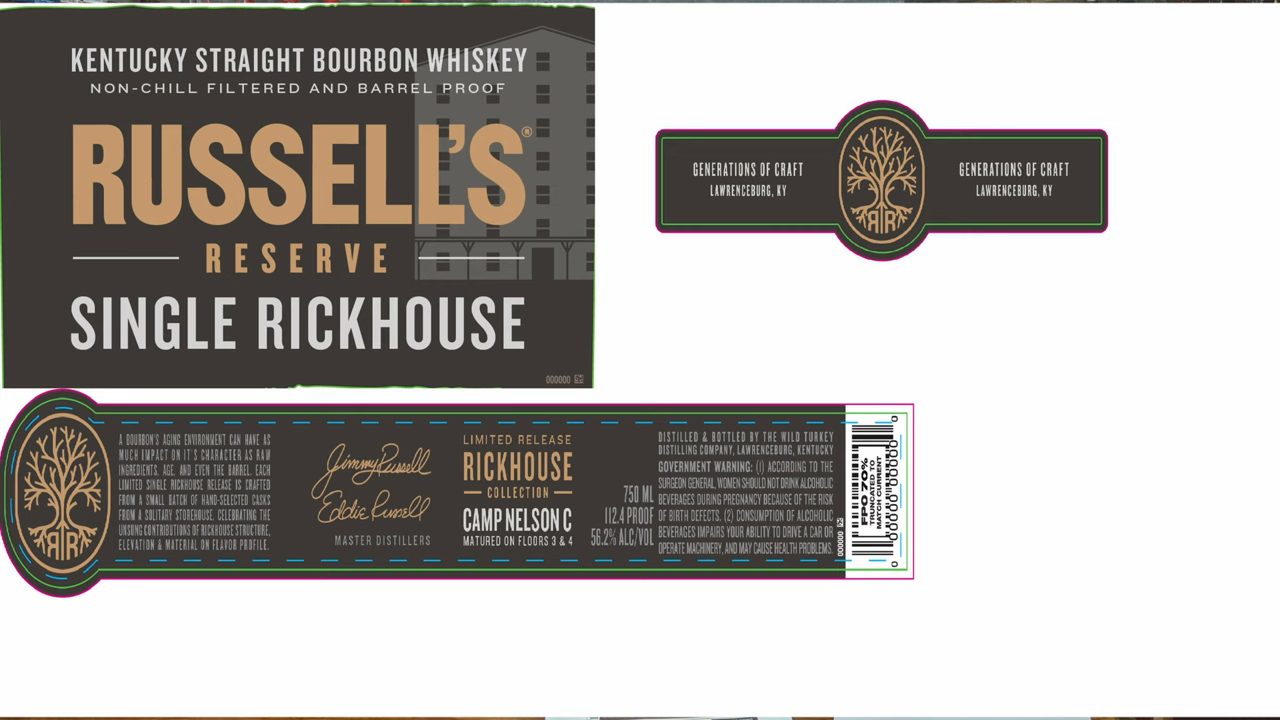 KENTUCKY STRAIGHT BOURBON WHISKEY
NON-CHILL FILTERED AND BARREL PROOF
RUSSELL'S®
RESERVE
SINGLE RICKHOUSE
000000
GENERATIONS OF CRAFT
LAWRENCEBURG, KY
RR
GENERATIONS OF CRAFT
LAWRENCEBURG, KY
RR
A BOURBON'S AGING ENVIRONMENT CAN HAVE AS
MUCH IMPACT ON IT'S CHARACTER AS RAW
INGREDIENTS, AGE, AND EVEN THE BARREL. EACH
LIMITED SINGLE RICKHOUSE RELEASE IS CRAFTED
FROM A SMALL BATCH OF HAND-SELECTED CASKS
FROM A SOLITARY STOREHOUSE. CELEBRATING THE
UNSUNG CONTRIBUTIONS OF RICKHOUSE STRUCTURE,
ELEVATION & MATERIAL ON FLAVOR PROFILE.
Jimmy Russell
Eddie Russell
MASTER DISTILLERS
LIMITED RELEASE
RICKHOUSE
COLLECTION
CAMP NELSON C
MATURED ON FLOORS 3 & 4
750 ML
112.4 PROOF
56.2% ALC/VOL
DISTILLED & BOTTLED BY THE WILD TURKEY
DISTILLING COMPANY, LAWRENCEBURG, KENTUCKY
GOVERNMENT WARNING: (1) ACCORDING TO THE
SURGEON GENERAL, WOMEN SHOULD NOT DRINK ALCOHOLIC
BEVERAGES DURING PREGNANCY BECAUSE OF THE RISK
OF BIRTH DEFECTS. (2) CONSUMPTION OF ALCOHOLIC
BEVERAGES IMPAIRS YOUR ABILITY TO DRIVE A CAR OR
OPERATE MACHINERY, AND MAY CAUSE HEALTH PROBLEMS.
000000
FPO 70%
TRUNCATED TO
MATCH CURRENT
0 00000 00000 0